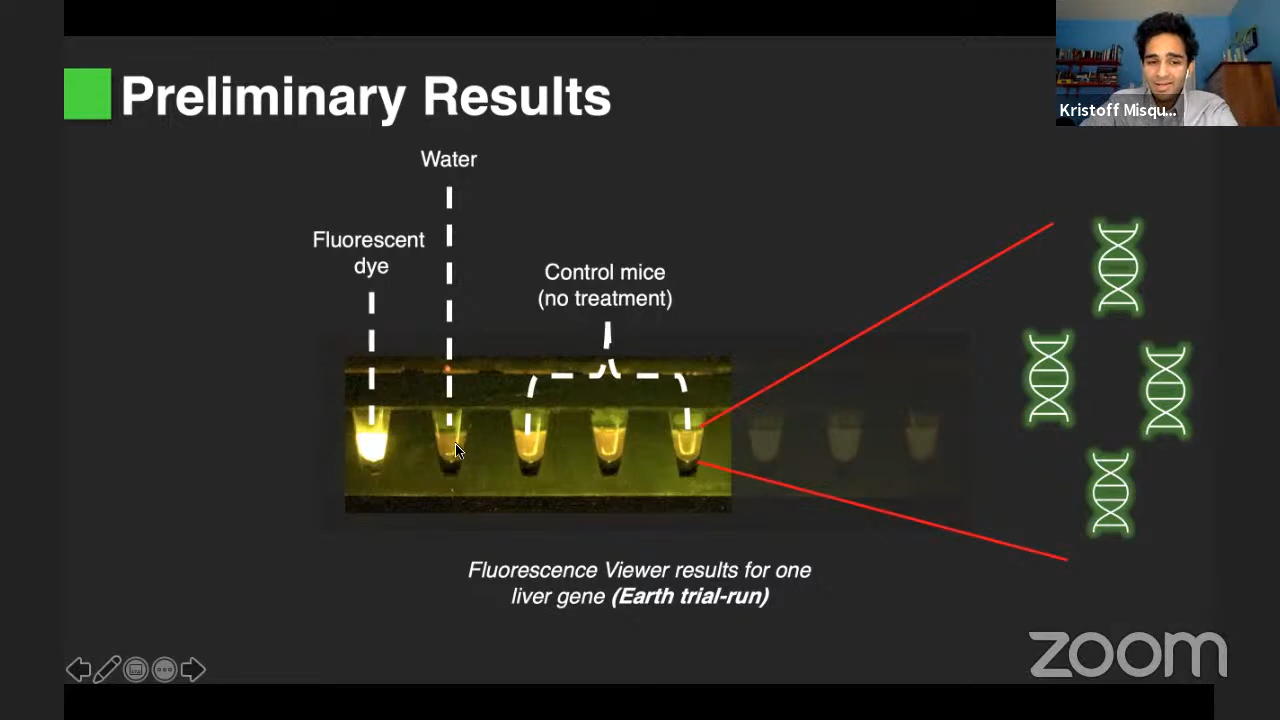 Preliminary Results
Kristoff Misqu...
Water
Fluorescent
dye
Control mice
(no treatment)
Fluorescence Viewer results for one
liver gene (Earth trial-run)
zoom